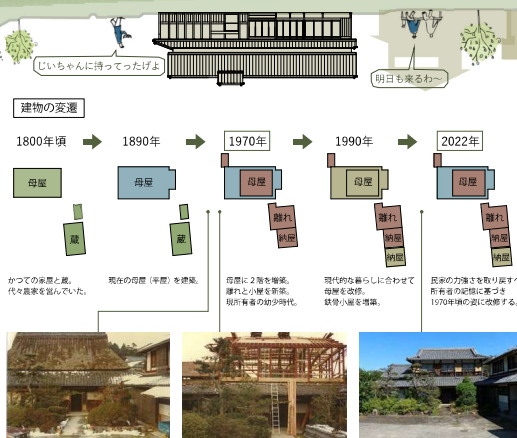 じいちゃんに持ってったげよ
明日も来るわ〜
建物の変遷
1800年頃
1890年
1970年
1990年
2022年
母屋
母屋
母屋
母屋
母屋
蔵
蔵
離れ
納屋
離れ
納屋
納屋
離れ
納屋
納屋
かつての家屋と蔵。
代々農家を営んでいた。
現在の母屋（平屋）を建築。
母屋に2階を増築。
離れと小屋を新築。
現所有者の幼少時代。
現代的な暮らしに合わせて
母屋を改修。
鉄骨小屋を増築。
民家の力強さを取り戻すべ
所有者の記憶に基づき
1970年頃の姿に改修する。